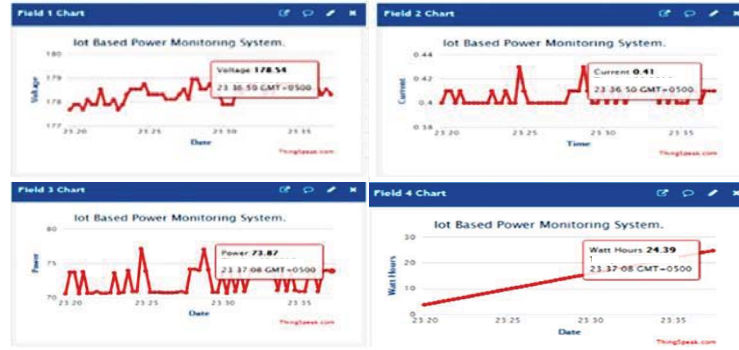 Field 1 Chart
Iot Based Power Monitoring System.
180
179
178
177
Voltage
Voltage 178.54
23:36:50 GMT+0500
23:20
23:25
23:30
23:35
Date
ThingSpeak.com
Field 2 Chart
Iot Based Power Monitoring System.
0.44
0.42
0.4
0.38
Current
Current 0.41
23:36:50 GMT+0500
23:20
23:25
23:30
23:35
Time
ThingSpeak.com
Field 3 Chart
Iot Based Power Monitoring System.
80
75
70
Power
Power 73.87
23:37:08 GMT+0500
23:20
23:25
23:30
23:35
Date
ThingSpeak.com
Field 4 Chart
Iot Based Power Monitoring System.
30
20
10
0
Watt Hours
Watt Hours 24.39
23:37:08 GMT+0500
23:20
23:25
23:30
23:35
Date
ThingSpeak.com